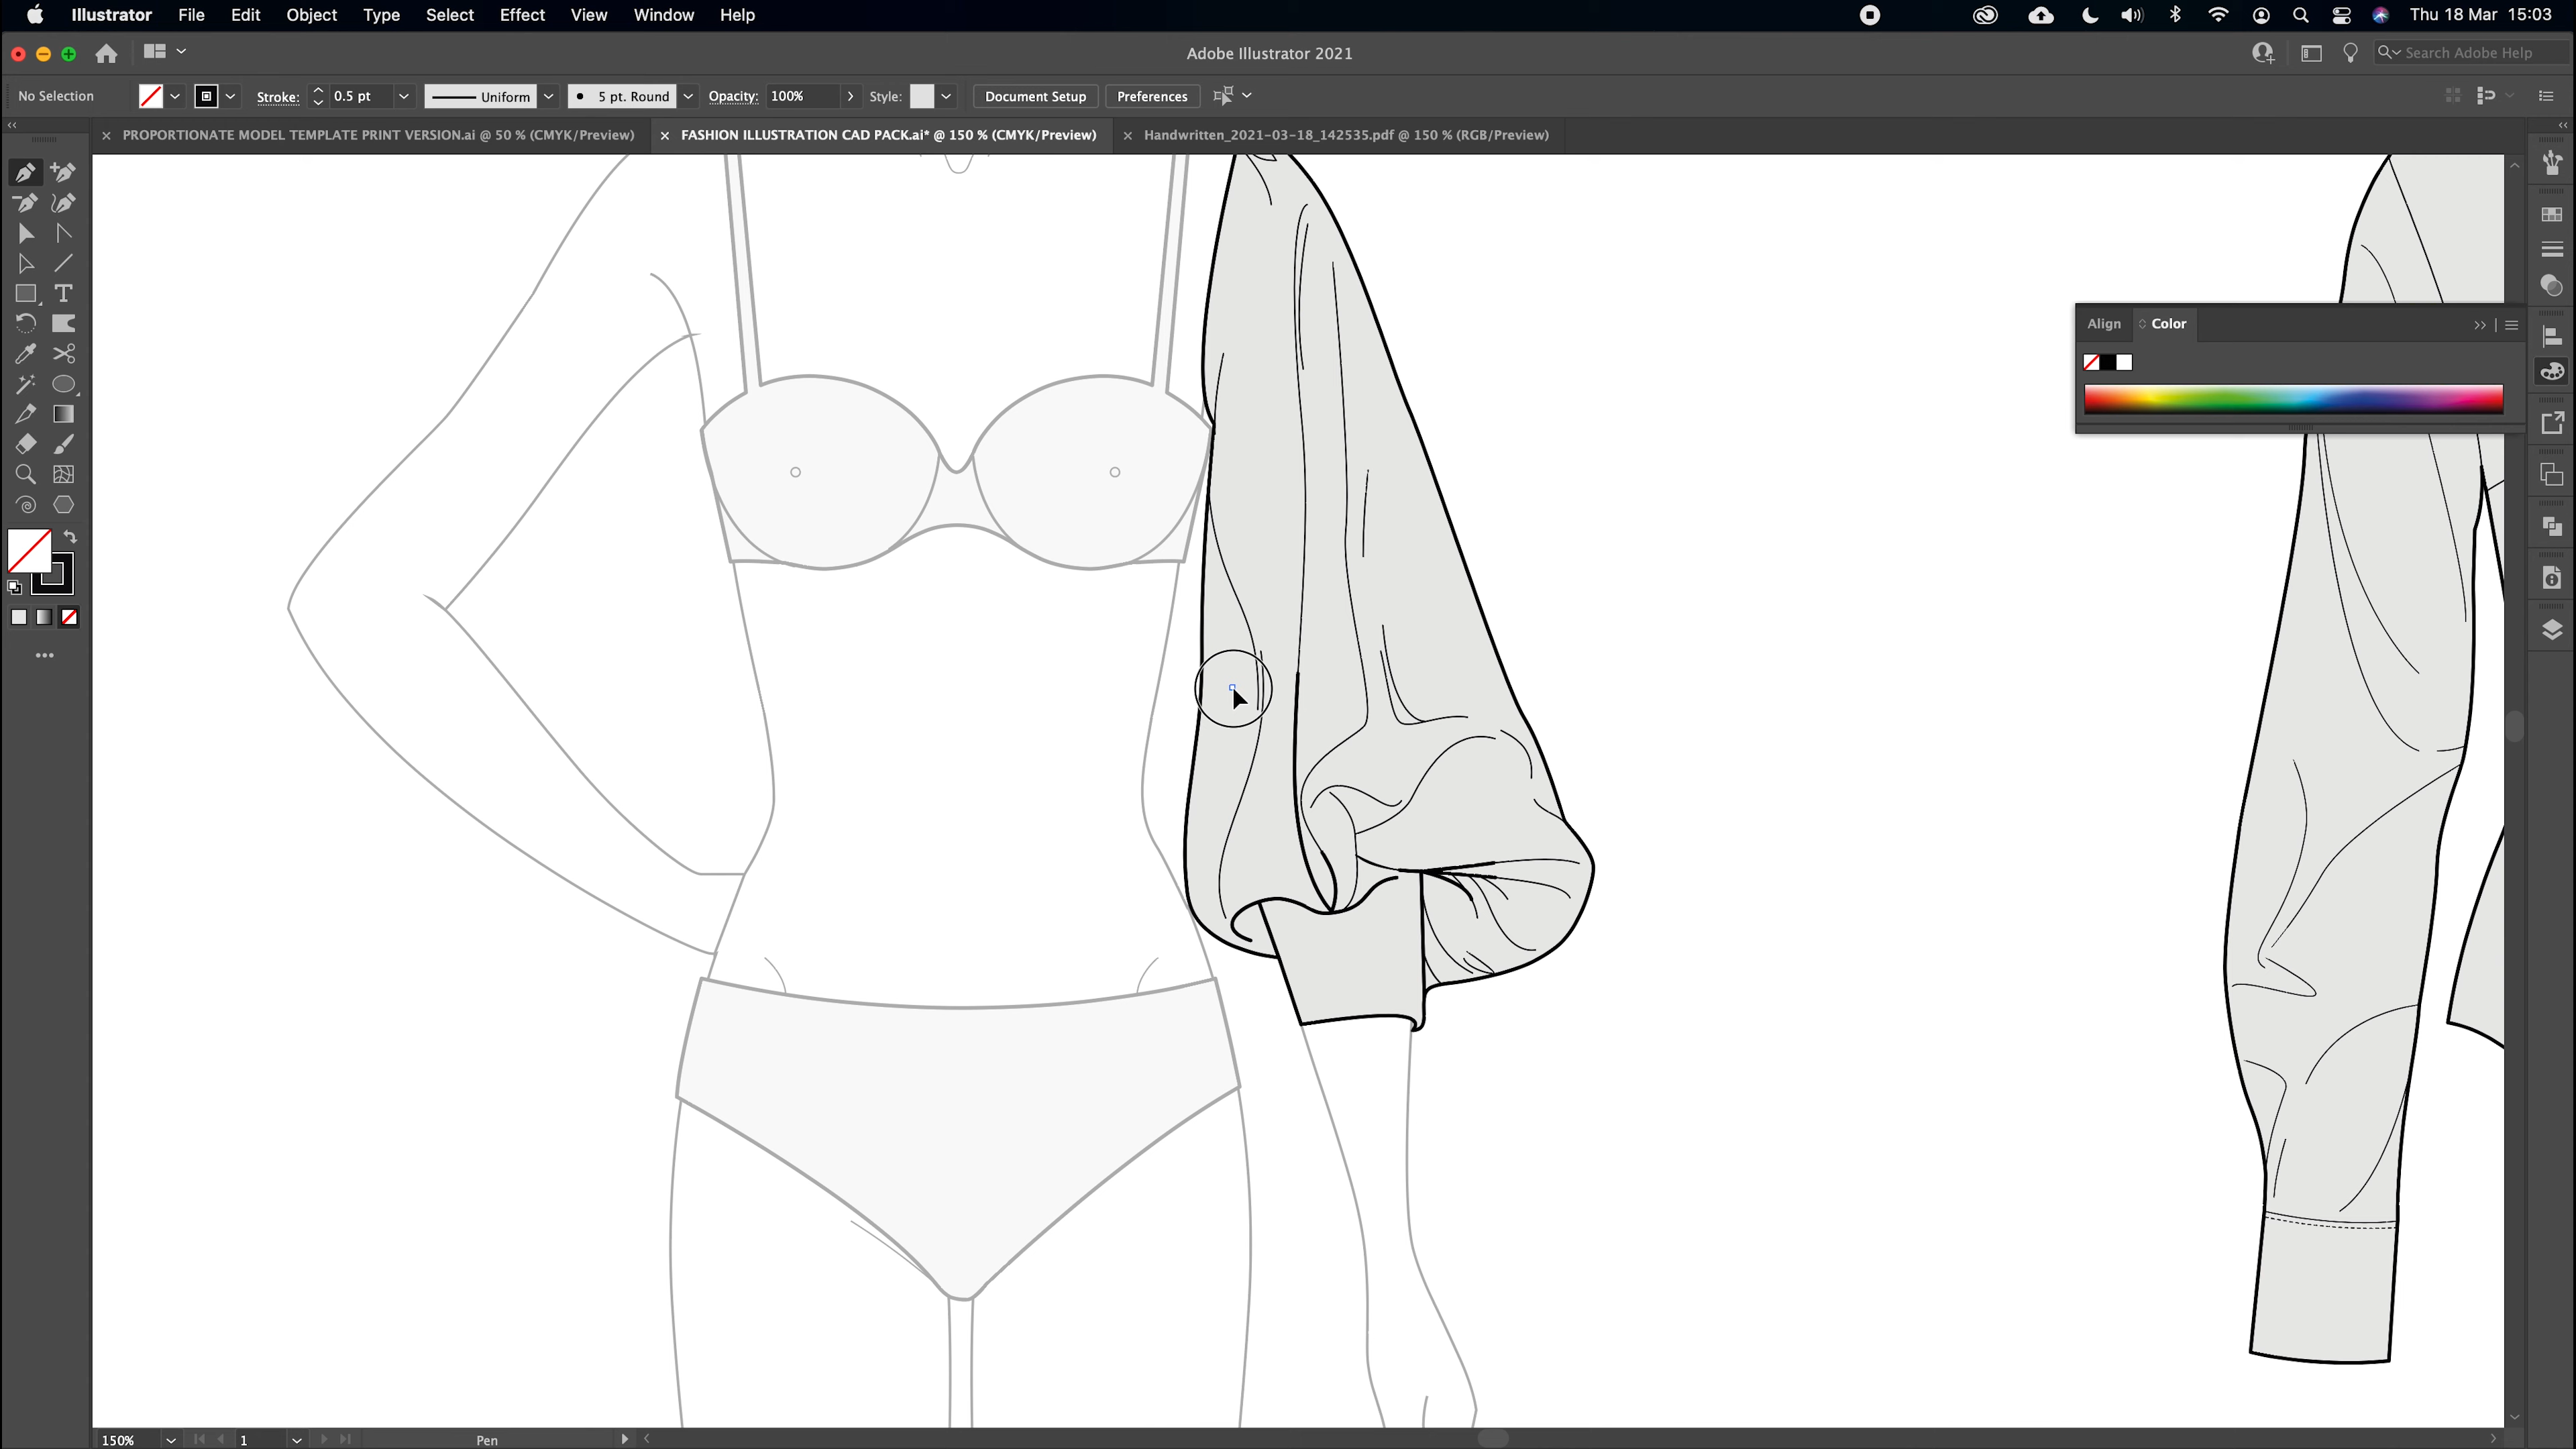 Illustrator File Edit Object Type Select Effect View Window Help Thu 18 Mar 15:03
Adobe Illustrator 2021 Search Adobe Help
No Selection Stroke: 0.5 pt Uniform 5 pt. Round Opacity: 100% Style: Document Setup Preferences
PROPORTIONATE MODEL TEMPLATE PRINT VERSION.ai @ 50 % (CMYK/Preview) FASHION ILLUSTRATION CAD PACK.ai* @ 150 % (CMYK/Preview) Handwritten_2021-03-18_142535.pdf @ 150 % (RGB/Preview)
Align Color
150% 1 Pen